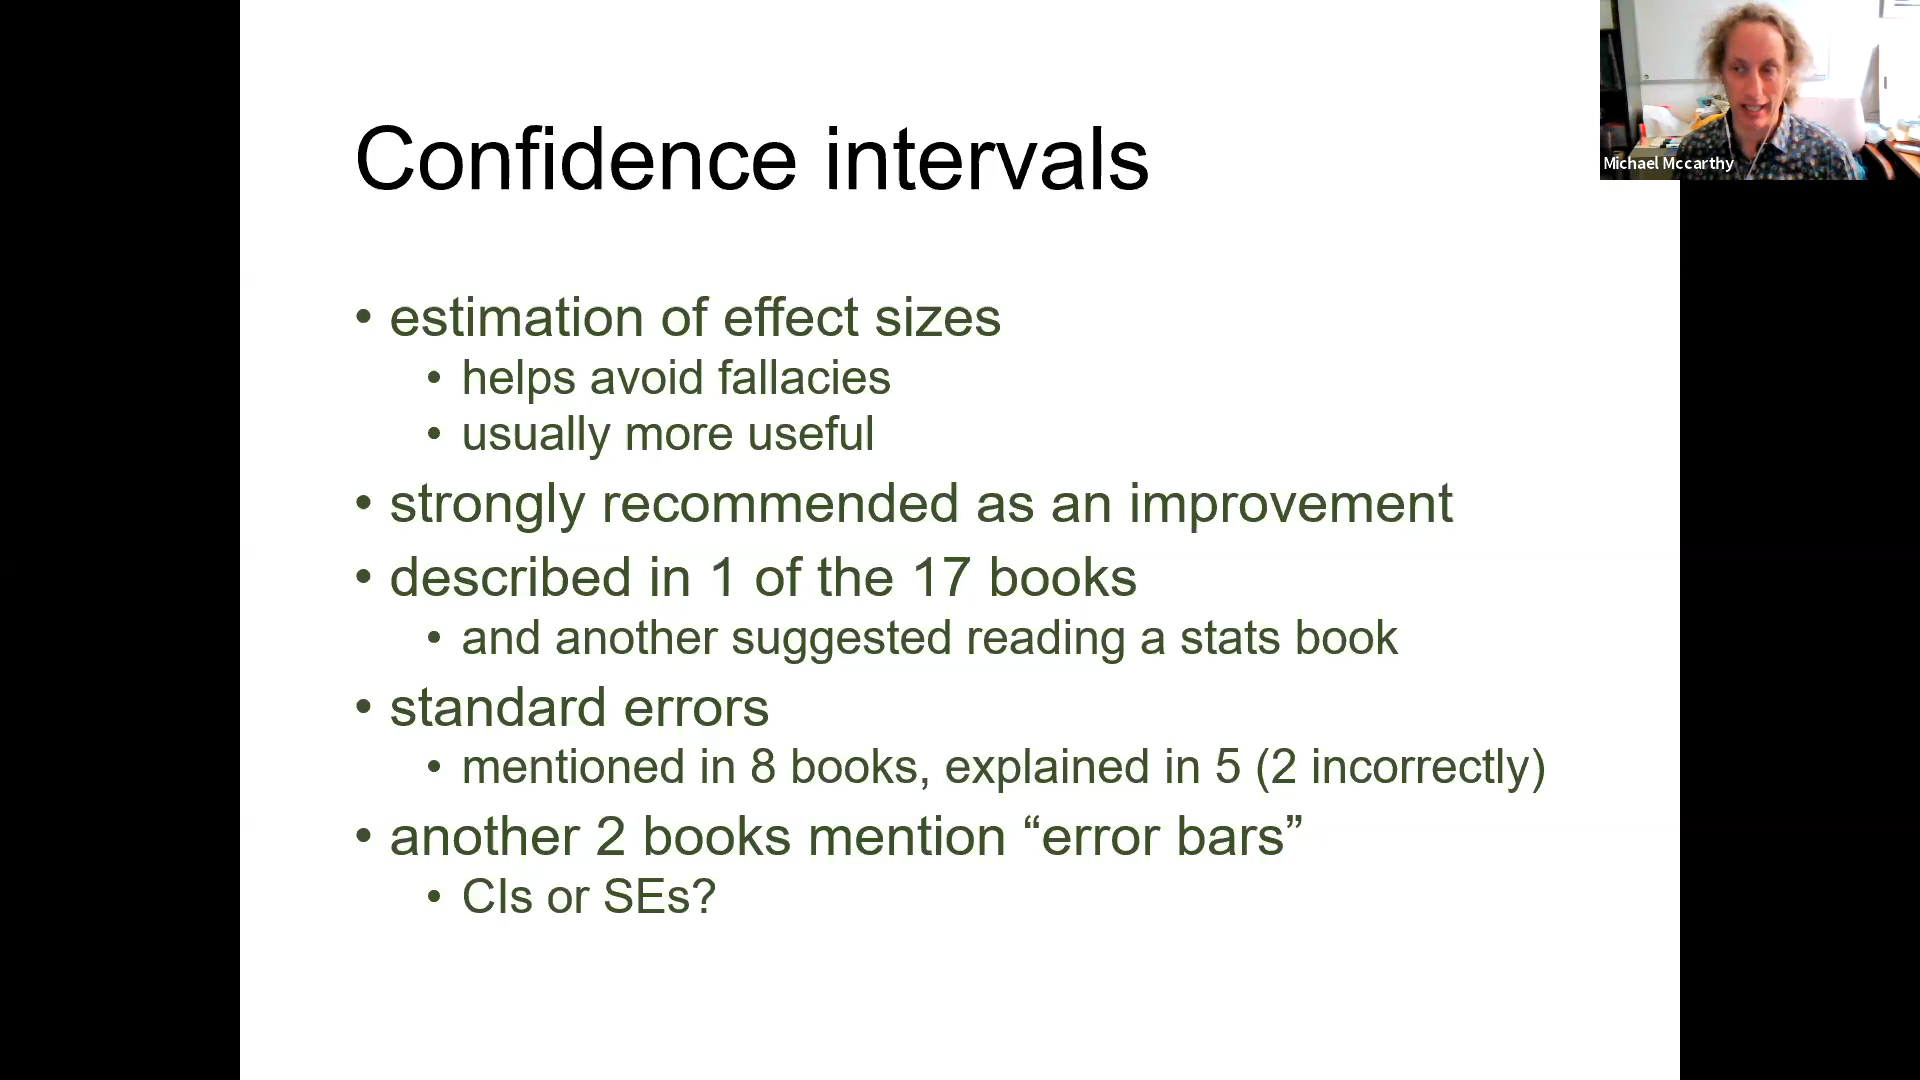 Confidence intervals
Michael Mccarthy
• estimation of effect sizes
• helps avoid fallacies
• usually more useful
• strongly recommended as an improvement
• described in 1 of the 17 books
• and another suggested reading a stats book
• standard errors
• mentioned in 8 books, explained in 5 (2 incorrectly)
• another 2 books mention “error bars”
• CIs or SEs?